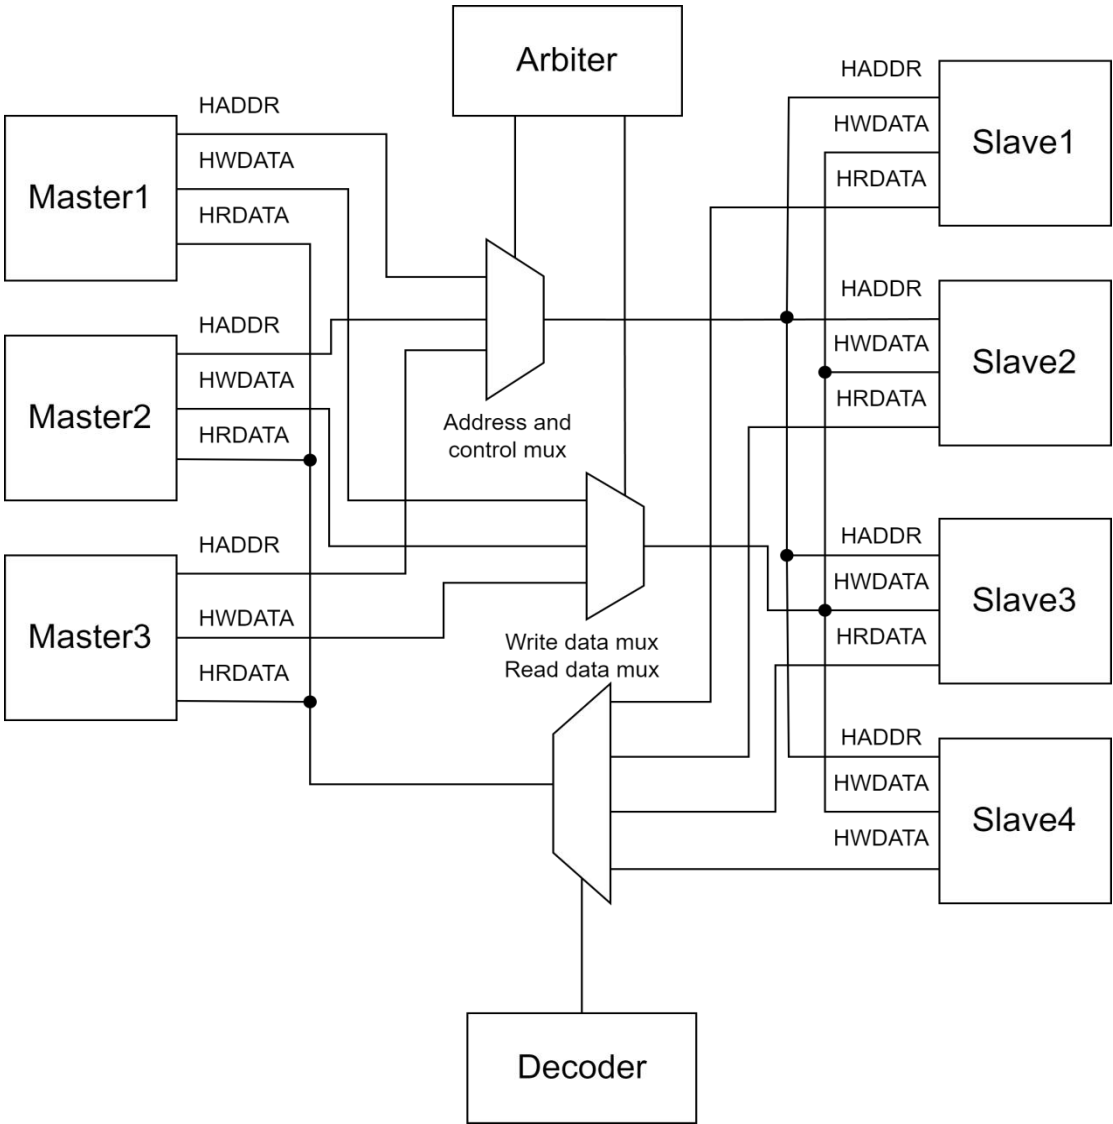 Arbiter
HADDR
HWDATA
HRDATA
Master1
HADDR
HWDATA
HRDATA
Master2
HADDR
HWDATA
HRDATA
Master3
Address and
control mux
Write data mux
Read data mux
HADDR
HWDATA
HRDATA
Slave1
HADDR
HWDATA
HRDATA
Slave2
HADDR
HWDATA
HRDATA
Slave3
HADDR
HWDATA
HWDATA
Slave4
Decoder